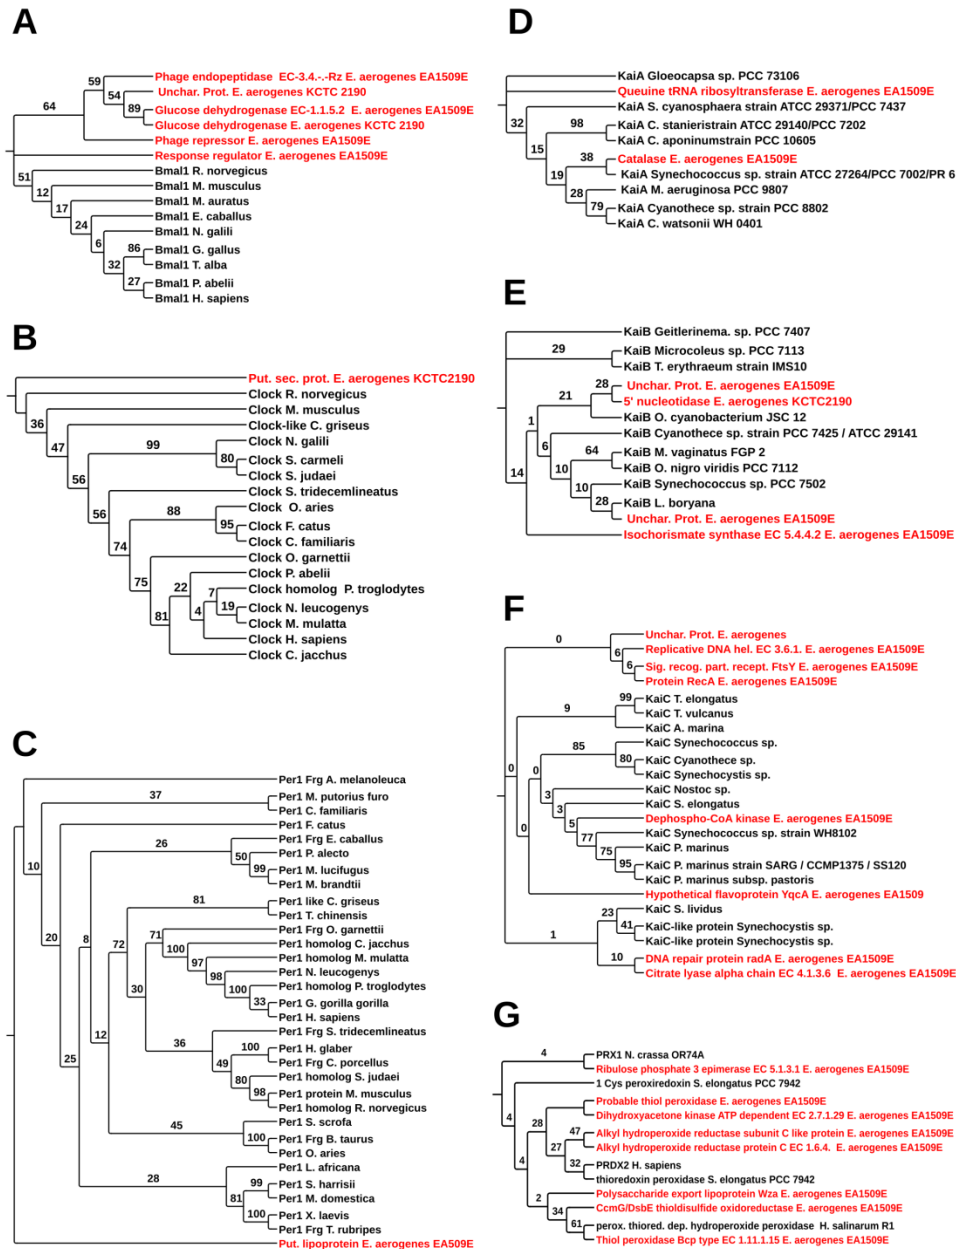 A
59
Phage endopeptidase EC-3.4.-.-Rz E. aerogenes EA1509E
54
Unchar. Prot. E. aerogenes KCTC 2190
64
89
Glucose dehydrogenase EC-1.1.5.2 E. aerogenes EA1509E
Glucose dehydrogenase E. aerogenes KCTC 2190
Phage repressor E. aerogenes EA1509E
Response regulator E. aerogenes EA1509E
51
Bmal1 R. norvegicus
12
Bmal1 M. musculus
17
Bmal1 M. auratus
24
Bmal1 E. caballus
6
Bmal1 N. galili
86
Bmal1 G. gallus
32
Bmal1 T. alba
27
Bmal1 P. abelii
Bmal1 H. sapiens
B
Put. sec. prot. E. aerogenes KCTC2190
Clock R. norvegicus
36
Clock M. musculus
47
Clock-like C. griseus
99
Clock N. galili
80
Clock S. carmeli
56
Clock S. judaei
Clock S. tridecemlineatus
56
88
Clock O. aries
95
Clock F. catus
74
Clock C. familiaris
Clock O. garnettii
75
22
Clock P. abelii
7
Clock homolog P. troglodytes
81
4
19
Clock N. leucogenys
Clock M. mulatta
Clock H. sapiens
Clock C. jacchus
C
Per1 Frg A. melanoleuca
37
Per1 M. putorius furo
Per1 C. familiaris
Per1 F. catus
26
Per1 Frg E. caballus
50
Per1 P. alecto
10
99
Per1 M. lucifugus
Per1 M. brandtii
81
Per1 like C. griseus
Per1 T. chinensis
20
8
72
71
Per1 Frg O. garnettii
100
Per1 homolog C. jacchus
97
Per1 homolog M. mulatta
98
Per1 N. leucogenys
30
100
Per1 homolog P. troglodytes
33
Per1 G. gorilla gorilla
Per1 H. sapiens
12
36
Per1 Frg S. tridecemlineatus
100
Per1 H. glaber
25
49
Per1 Frg C. porcellus
80
Per1 homolog S. judaei
98
Per1 protein M. musculus
Per1 homolog R. norvegicus
45
Per1 S. scrofa
100
Per1 Frg B. taurus
Per1 O. aries
28
Per1 L. africana
99
Per1 S. harrisii
81
Per1 M. domestica
100
Per1 X. laevis
Per1 Frg T. rubripes
Put. lipoprotein E. aerogenes EA509E
D
KaiA Gloeocapsa sp. PCC 73106
Queuine tRNA ribosyltransferase E. aerogenes EA1509E
32
KaiA S. cyanosphaera strain ATCC 29371/PCC 7437
98
KaiA C. stanieristrain ATCC 29140/PCC 7202
15
KaiA C. aponinumstrain PCC 10605
38
Catalase E. aerogenes EA1509E
19
KaiA Synechococcus sp. strain ATCC 27264/PCC 7002/PR 6
28
KaiA M. aeruginosa PCC 9807
79
KaiA Cyanothece sp. strain PCC 8802
KaiA C. watsonii WH 0401
E
KaiB Geitlerinema. sp. PCC 7407
29
KaiB Microcoleus sp. PCC 7113
KaiB T. erythraeum strain IMS10
28
Unchar. Prot. E. aerogenes EA1509E
21
5' nucleotidase E. aerogenes KCTC2190
1
KaiB O. cyanobacterium JSC 12
6
KaiB Cyanothece sp. strain PCC 7425 / ATCC 29141
64
KaiB M. vaginatus FGP 2
14
10
KaiB O. nigro viridis PCC 7112
10
KaiB Synechococcus sp. PCC 7502
28
KaiB L. boryana
Unchar. Prot. E. aerogenes EA1509E
Isochorismate synthase EC 5.4.4.2 E. aerogenes EA1509E
F
0
Unchar. Prot. E. aerogenes
6
Replicative DNA hel. EC 3.6.1. E. aerogenes EA1509E
6
Sig. recog. part. recept. FtsY E. aerogenes EA1509E
Protein RecA E. aerogenes EA1509E
99
KaiC T. elongatus
9
KaiC T. vulcanus
KaiC A. marina
85
KaiC Synechococcus sp.
0
0
80
KaiC Cyanothece sp.
KaiC Synechocystis sp.
3
KaiC Nostoc sp.
3
KaiC S. elongatus
0
5
Dephospho-CoA kinase E. aerogenes EA1509E
77
KaiC Synechococcus sp. strain WH8102
75
KaiC P. marinus
95
KaiC P. marinus strain SARG / CCMP1375 / SS120
KaiC P. marinus subsp. pastoris
Hypothetical flavoprotein YqcA E. aerogenes EA1509
23
KaiC S. lividus
1
41
KaiC-like protein Synechocystis sp.
KaiC-like protein Synechocystis sp.
10
DNA repair protein radA E. aerogenes EA1509E
Citrate lyase alpha chain EC 4.1.3.6 E. aerogenes EA1509E
G
4
PRX1 N. crassa OR74A
Ribulose phosphate 3 epimerase EC 5.1.3.1 E. aerogenes EA1509E
1 Cys peroxiredoxin S. elongatus PCC 7942
4
Probable thiol peroxidase E. aerogenes EA1509E
28
Dihydroxyacetone kinase ATP dependent EC 2.7.1.29 E. aerogenes EA1509E
47
Alkyl hydroperoxide reductase subunit C like protein E. aerogenes EA1509E
27
Alkyl hydroperoxide reductase protein C EC 1.6.4. E. aerogenes EA1509E
4
32
PRDX2 H. sapiens
thioredoxin peroxidase S. elongatus PCC 7942
2
Polysaccharide export lipoprotein Wza E. aerogenes EA1509E
34
CcmG/DsbE thioldisulfide oxidoreductase E. aerogenes EA1509E
61
perox. thiored. dep. hydroperoxide peroxidase H. salinarum R1
Thiol peroxidase Bcp type EC 1.11.1.15 E. aerogenes EA1509E